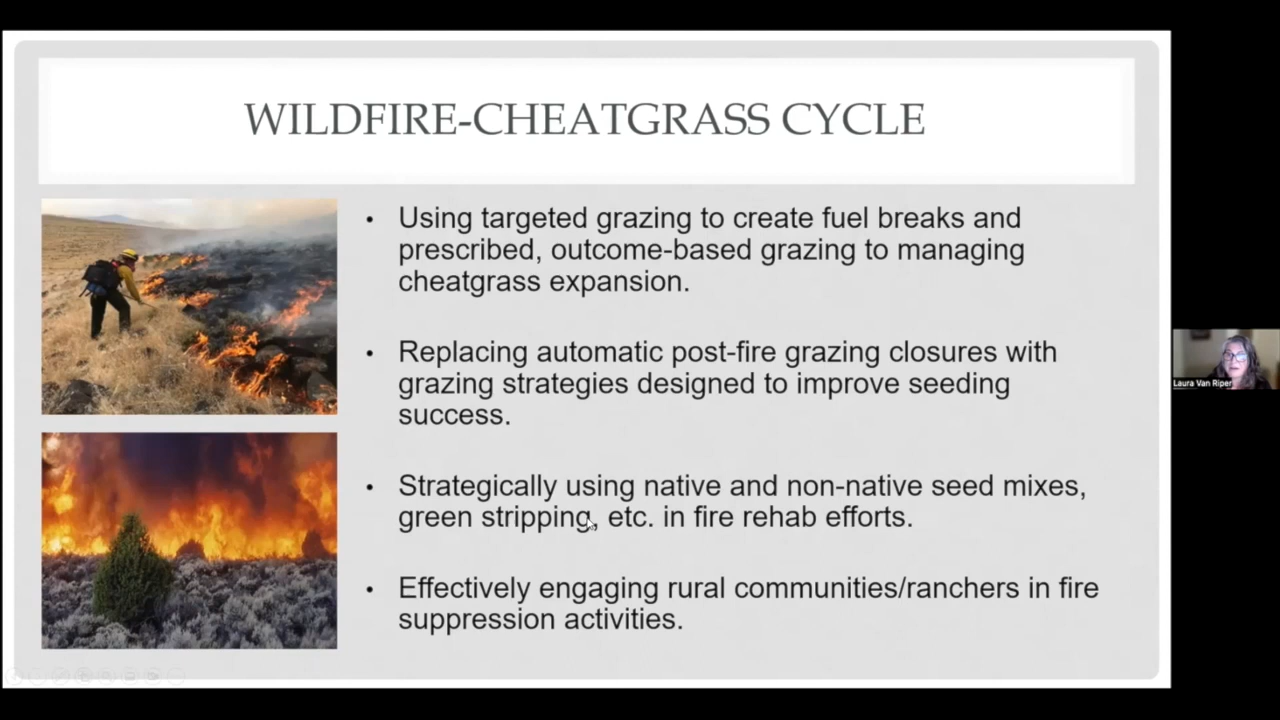 WILDFIRE-CHEATGRASS CYCLE
• Using targeted grazing to create fuel breaks and
prescribed, outcome-based grazing to managing
cheatgrass expansion.
• Replacing automatic post-fire grazing closures with
grazing strategies designed to improve seeding
success.
• Strategically using native and non-native seed mixes,
green stripping, etc. in fire rehab efforts.
• Effectively engaging rural communities/ranchers in fire
suppression activities.
Laura Van Riper